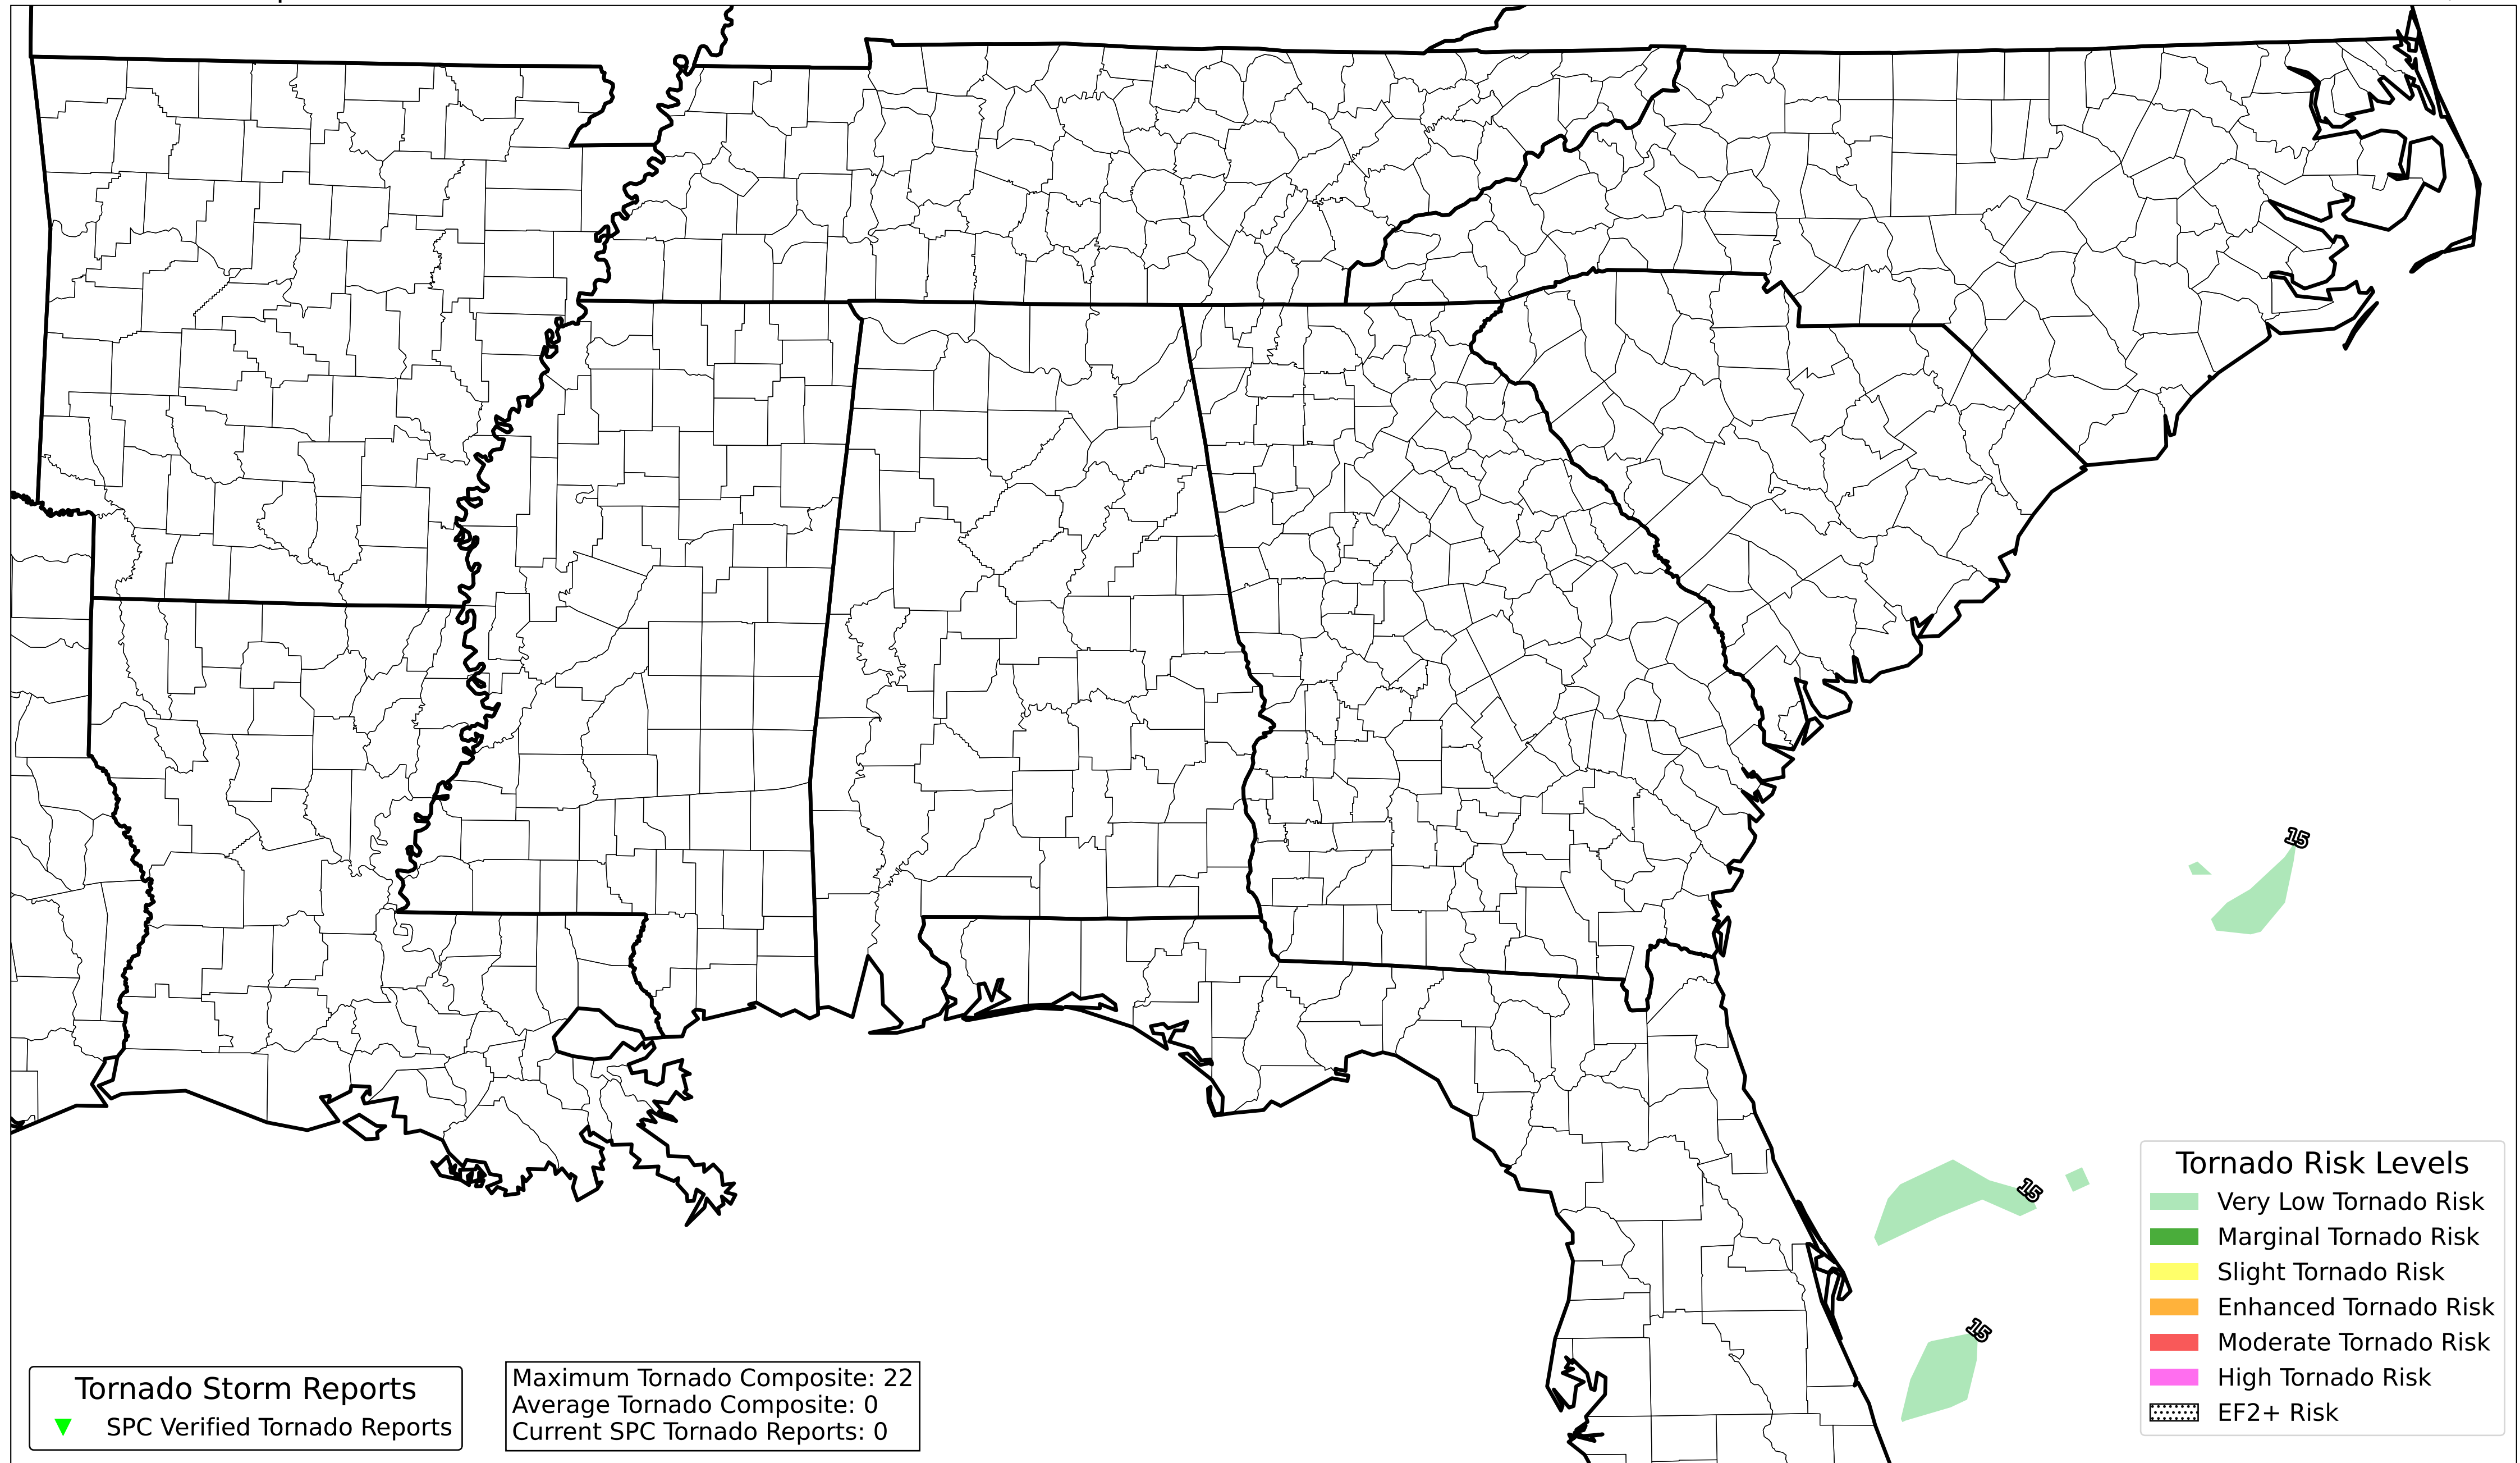 15
15
15
Tornado Risk Levels
Very Low Tornado Risk
Marginal Tornado Risk
Slight Tornado Risk
Enhanced Tornado Risk
Moderate Tornado Risk
High Tornado Risk
EF2+ Risk
Tornado Storm Reports
SPC Verified Tornado Reports
Maximum Tornado Composite: 22
Average Tornado Composite: 0
Current SPC Tornado Reports: 0